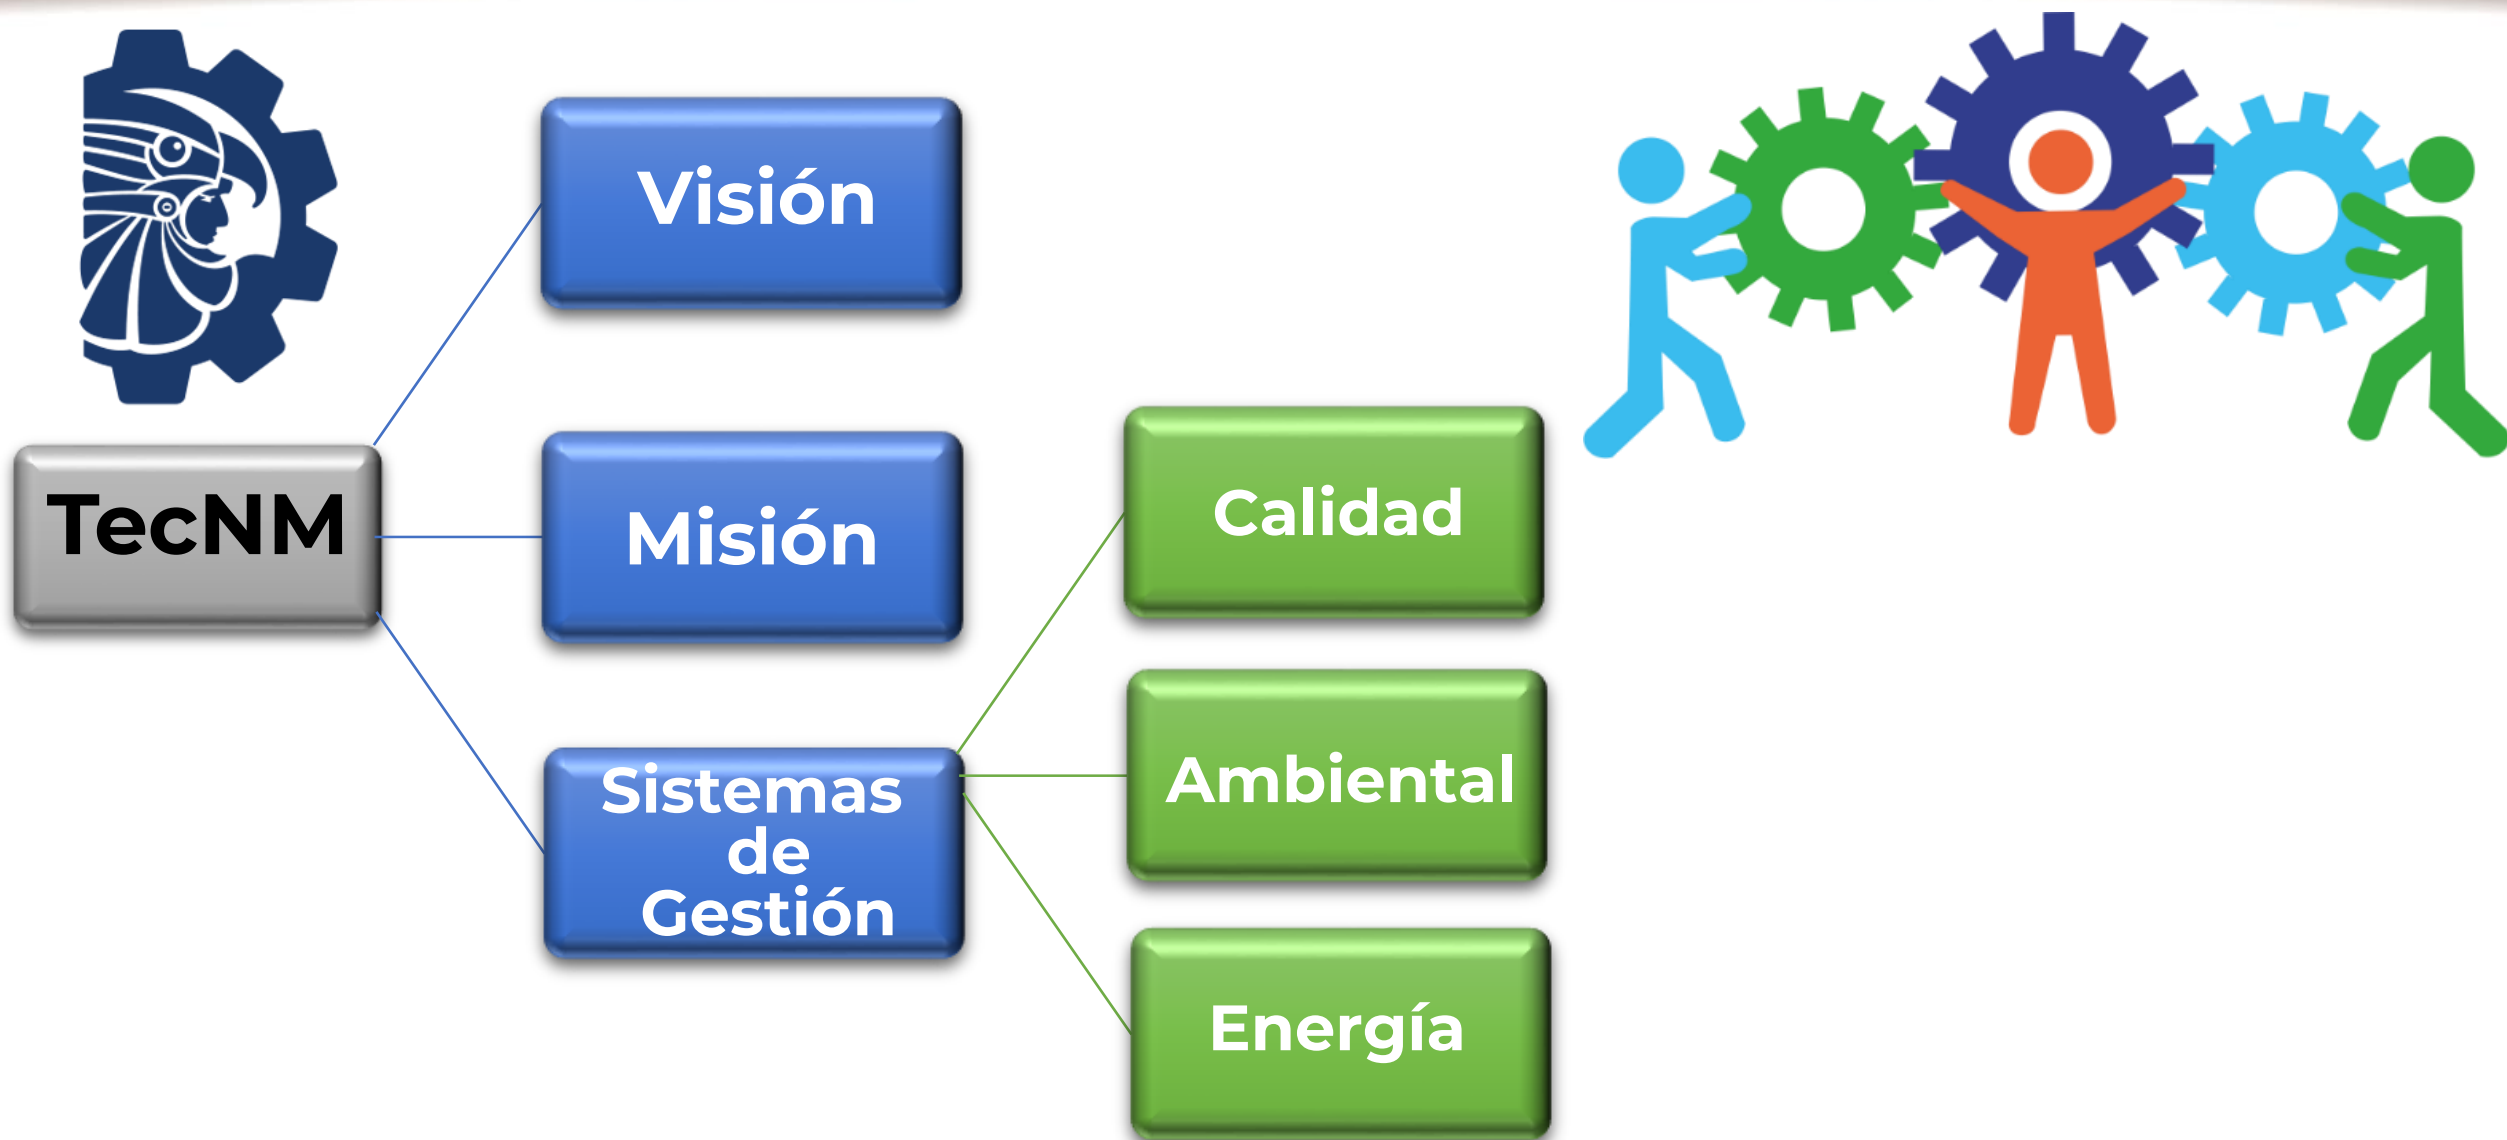 TecNM
Visión
Misión
Sistemas
de
Gestión
Calidad
Ambiental
Energía